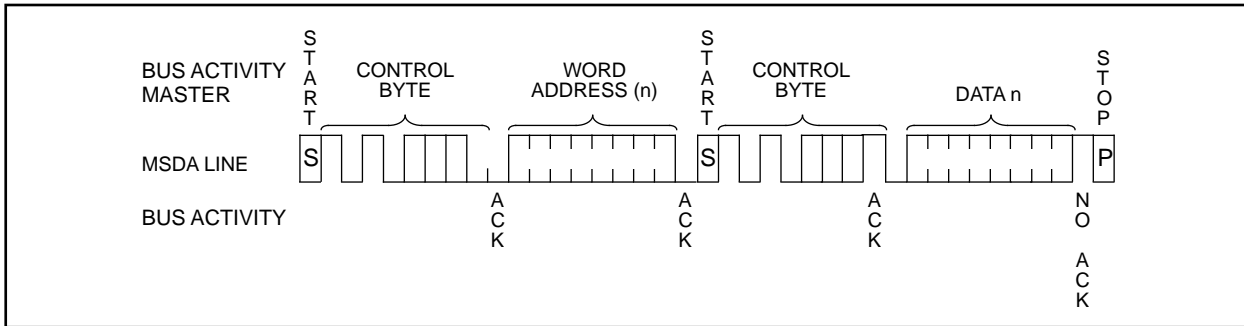 START
START
STOP
BUS ACTIVITY
MASTER
CONTROL
BYTE
WORD
ADDRESS (n)
CONTROL
BYTE
DATA n
MSDA LINE
S
S
P
BUS ACTIVITY
ACK
ACK
ACK
NO ACK